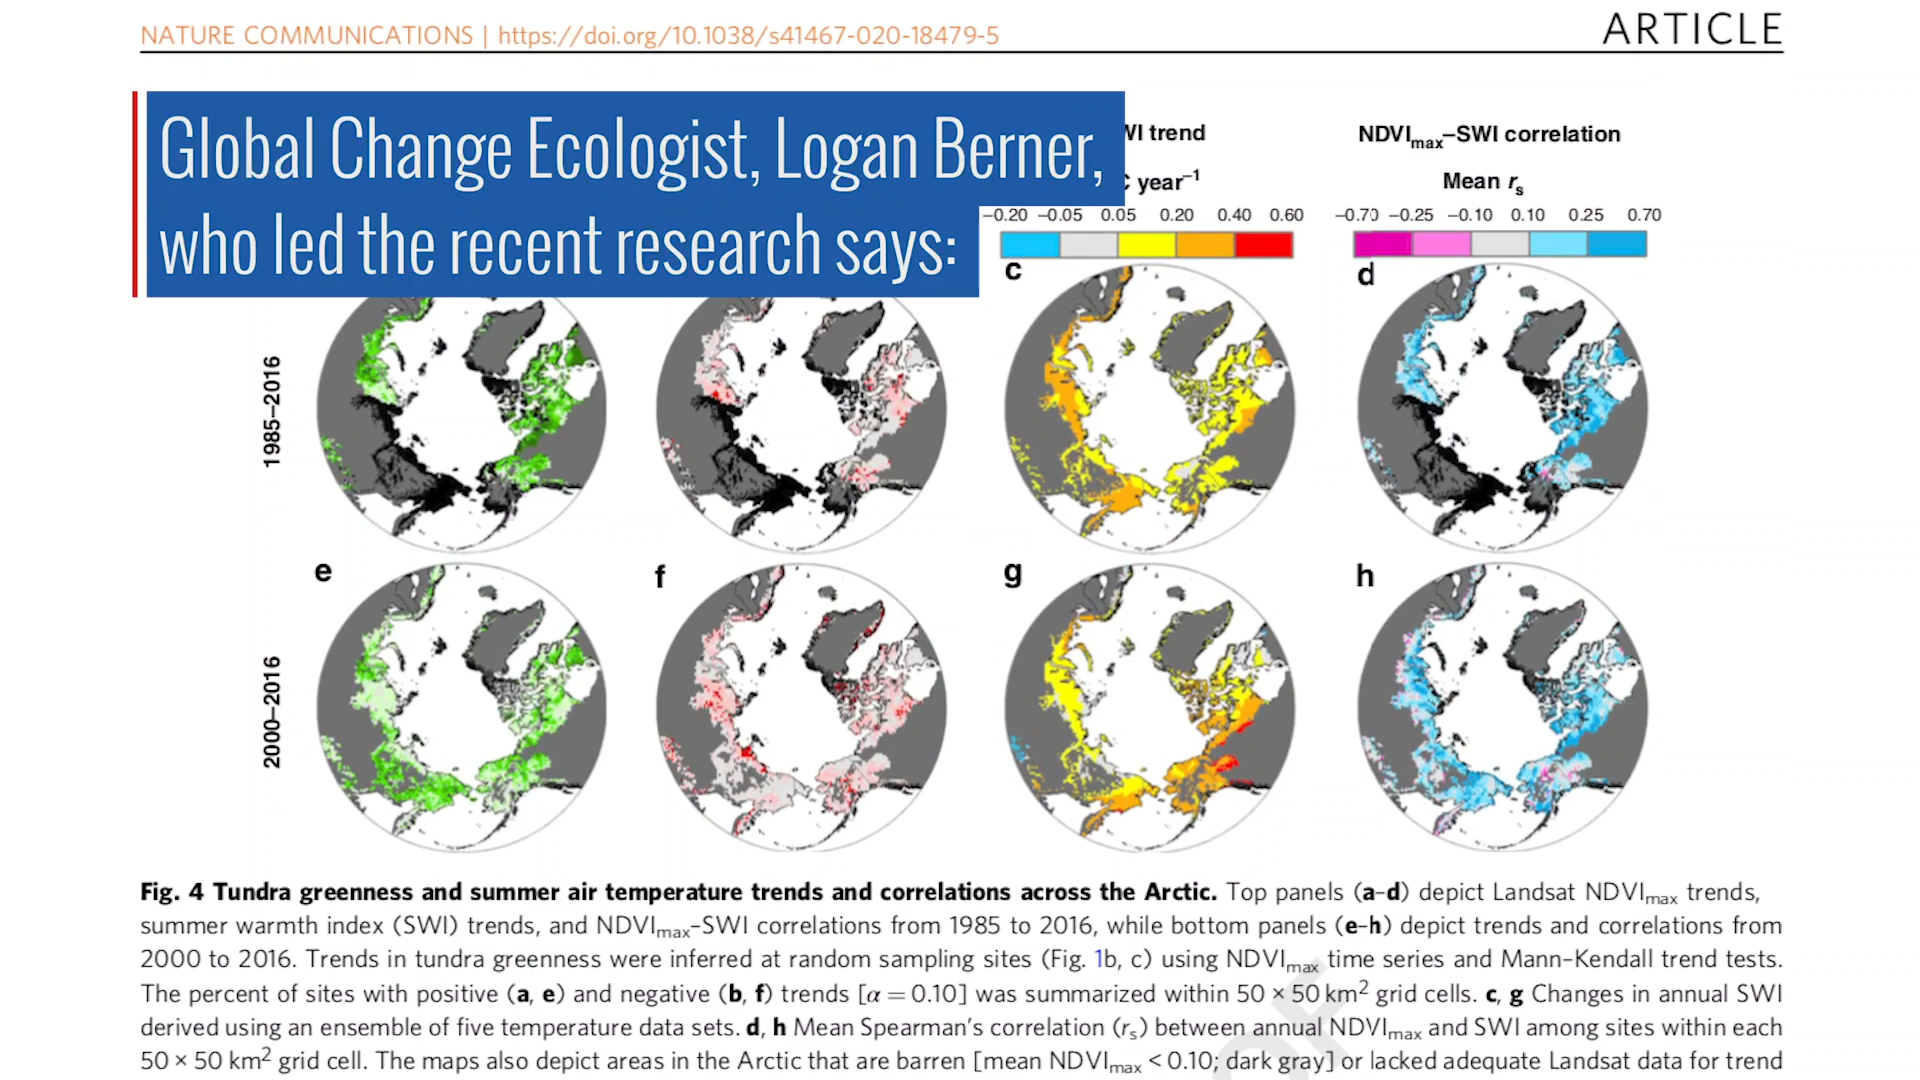 NATURE COMMUNICATIONS | https://doi.org/10.1038/s41467-020-18479-5
ARTICLE
Global Change Ecologist, Logan Berner,
who led the recent research says:
trend
year⁻¹
−0.20 −0.05 0.05 0.20 0.40 0.60
NDVImax–SWI correlation
Mean rs
−0.70 −0.25 −0.10 0.10 0.25 0.70
c
d
1985–2016
e
f
g
h
2000–2016
Fig. 4 Tundra greenness and summer air temperature trends and correlations across the Arctic. Top panels (a–d) depict Landsat NDVImax trends,
summer warmth index (SWI) trends, and NDVImax–SWI correlations from 1985 to 2016, while bottom panels (e–h) depict trends and correlations from
2000 to 2016. Trends in tundra greenness were inferred at random sampling sites (Fig. 1b, c) using NDVImax time series and Mann–Kendall trend tests.
The percent of sites with positive (a, e) and negative (b, f) trends [α = 0.10] was summarized within 50 × 50 km² grid cells. c, g Changes in annual SWI
derived using an ensemble of five temperature data sets. d, h Mean Spearman's correlation (rs) between annual NDVImax and SWI among sites within each
50 × 50 km² grid cell. The maps also depict areas in the Arctic that are barren [mean NDVImax < 0.10; dark gray] or lacked adequate Landsat data for trend